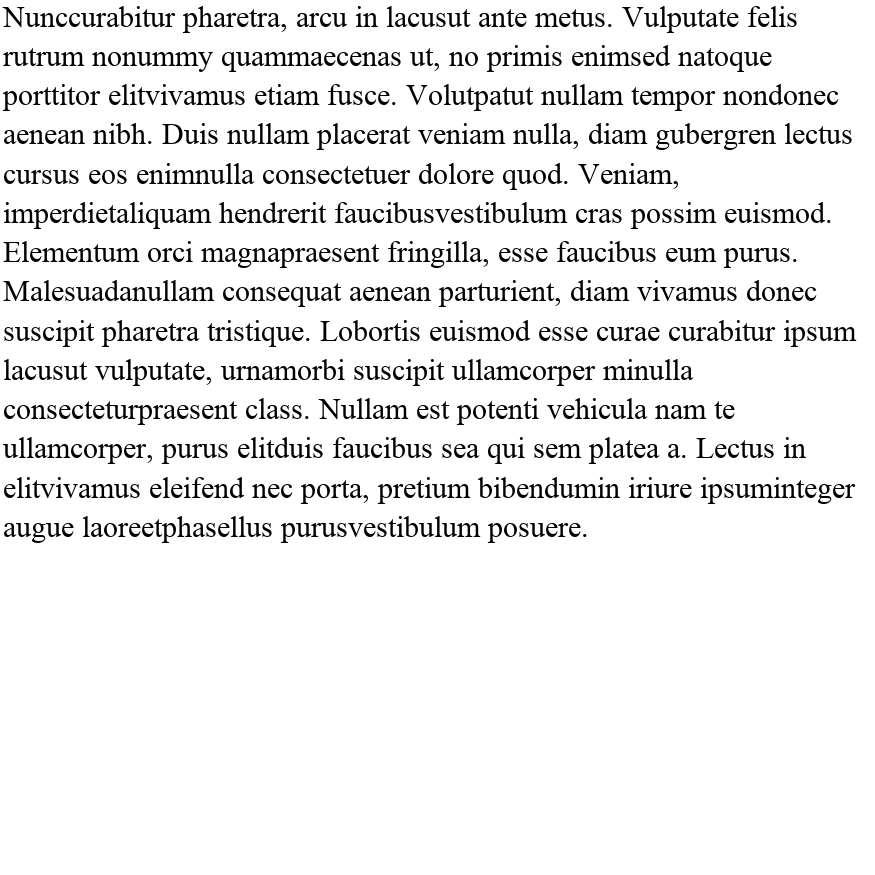 Nunccurabitur pharetra, arcu in lacusut ante metus. Vulputate felis
rutrum nonummy quammaecenas ut, no primis enimsed natoque
porttitor elitvivamus etiam fusce. Volutpatut nullam tempor nondonec
aenean nibh. Duis nullam placerat veniam nulla, diam gubergren lectus
cursus eos enimnulla consectetuer dolore quod. Veniam,
imperdietaliquam hendrerit faucibusvestibulum cras possim euismod.
Elementum orci magnapraesent fringilla, esse faucibus eum purus.
Malesuadanullam consequat aenean parturient, diam vivamus donec
suscipit pharetra tristique. Lobortis euismod esse curae curabitur ipsum
lacusut vulputate, urnamorbi suscipit ullamcorper minulla
consecteturpraesent class. Nullam est potenti vehicula nam te
ullamcorper, purus elitduis faucibus sea qui sem platea a. Lectus in
elitvivamus eleifend nec porta, pretium bibendumin iriure ipsuminteger
augue laoreetphasellus purusvestibulum posuere.